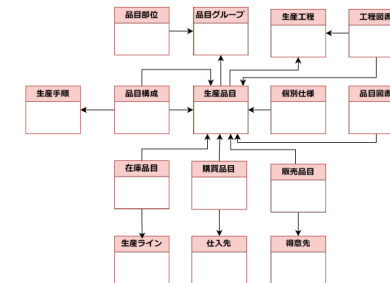 品目部位
品目グループ
生産工程
工程図書
生産手順
品目構成
生産品目
個別仕様
品目図書
在庫品目
購買品目
販売品目
生産ライン
仕入先
得意先